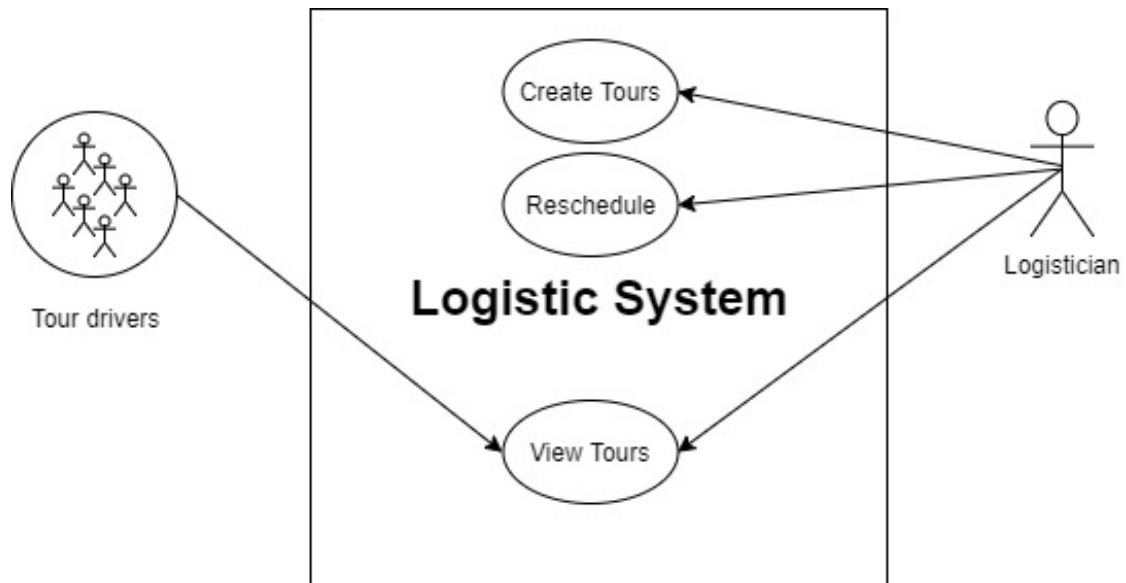 Create Tours
Reschedule
Logistician
Logistic System
Tour drivers
View Tours